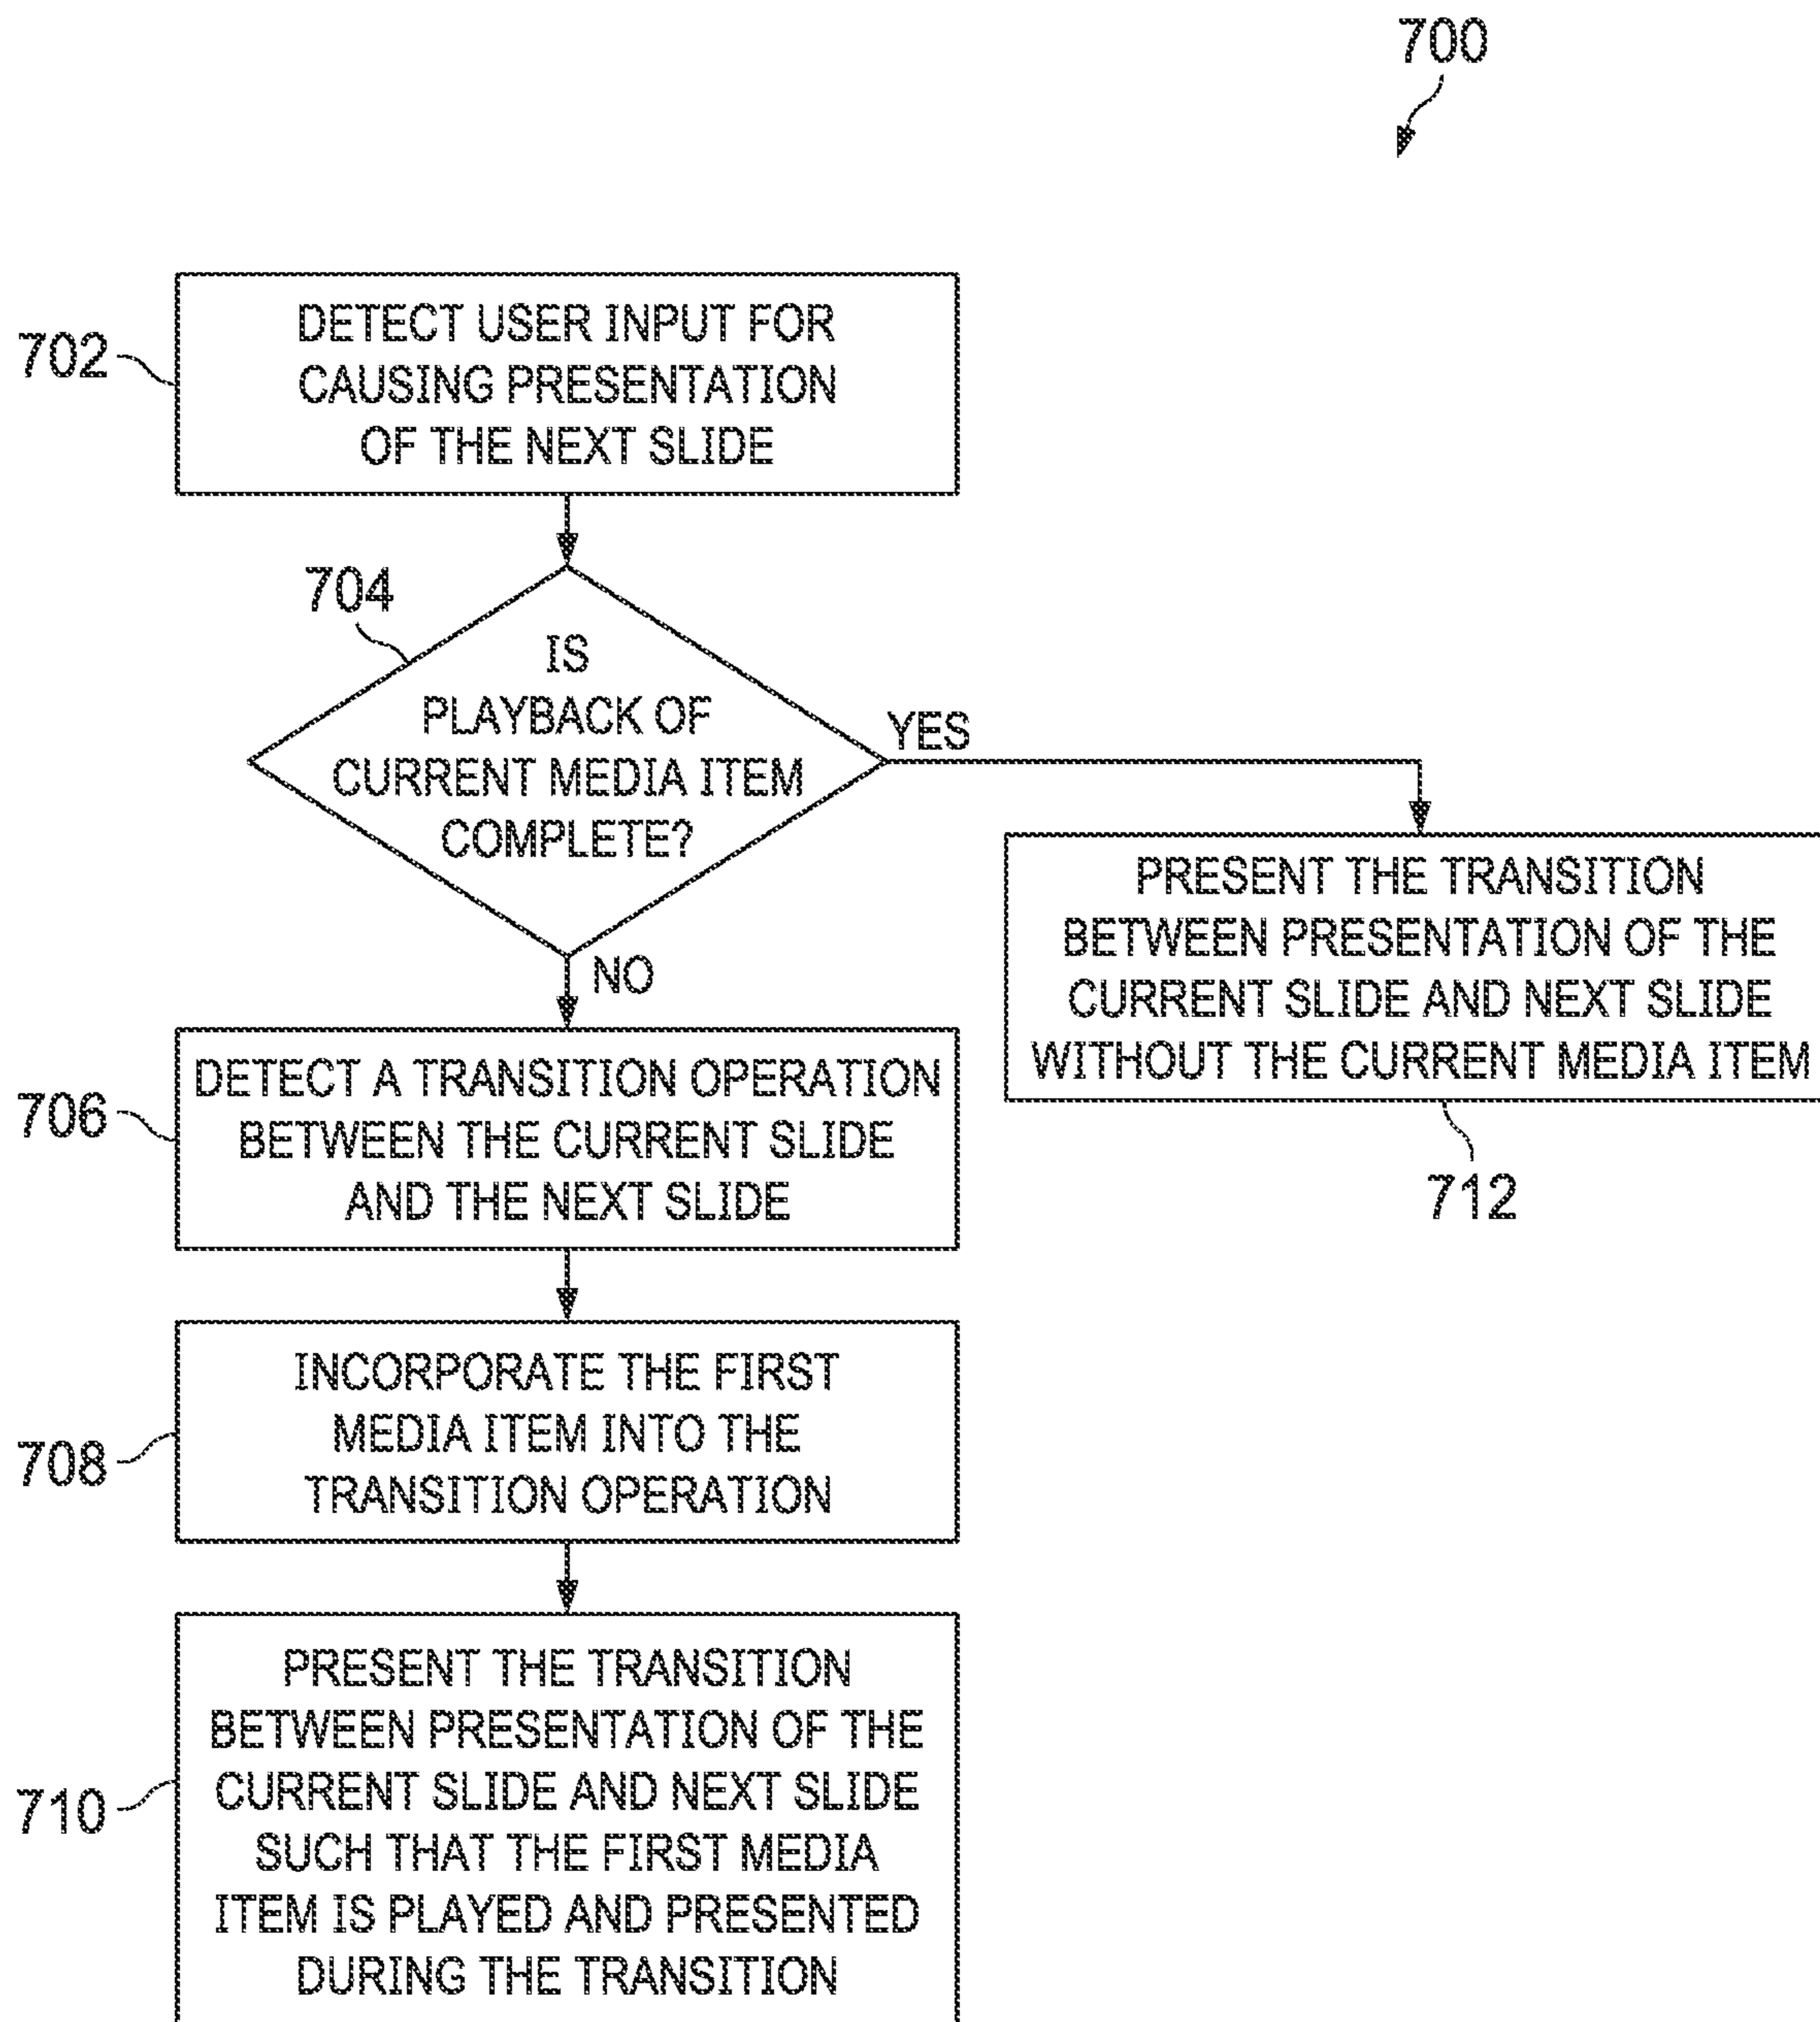 700
702
DETECT USER INPUT FOR
CAUSING PRESENTATION
OF THE NEXT SLIDE
704
IS
PLAYBACK OF
CURRENT MEDIA ITEM
COMPLETE?
YES
NO
PRESENT THE TRANSITION
BETWEEN PRESENTATION OF THE
CURRENT SLIDE AND NEXT SLIDE
WITHOUT THE CURRENT MEDIA ITEM
712
706
DETECT A TRANSITION OPERATION
BETWEEN THE CURRENT SLIDE
AND THE NEXT SLIDE
708
INCORPORATE THE FIRST
MEDIA ITEM INTO THE
TRANSITION OPERATION
710
PRESENT THE TRANSITION
BETWEEN PRESENTATION OF THE
CURRENT SLIDE AND NEXT SLIDE
SUCH THAT THE FIRST MEDIA
ITEM IS PLAYED AND PRESENTED
DURING THE TRANSITION